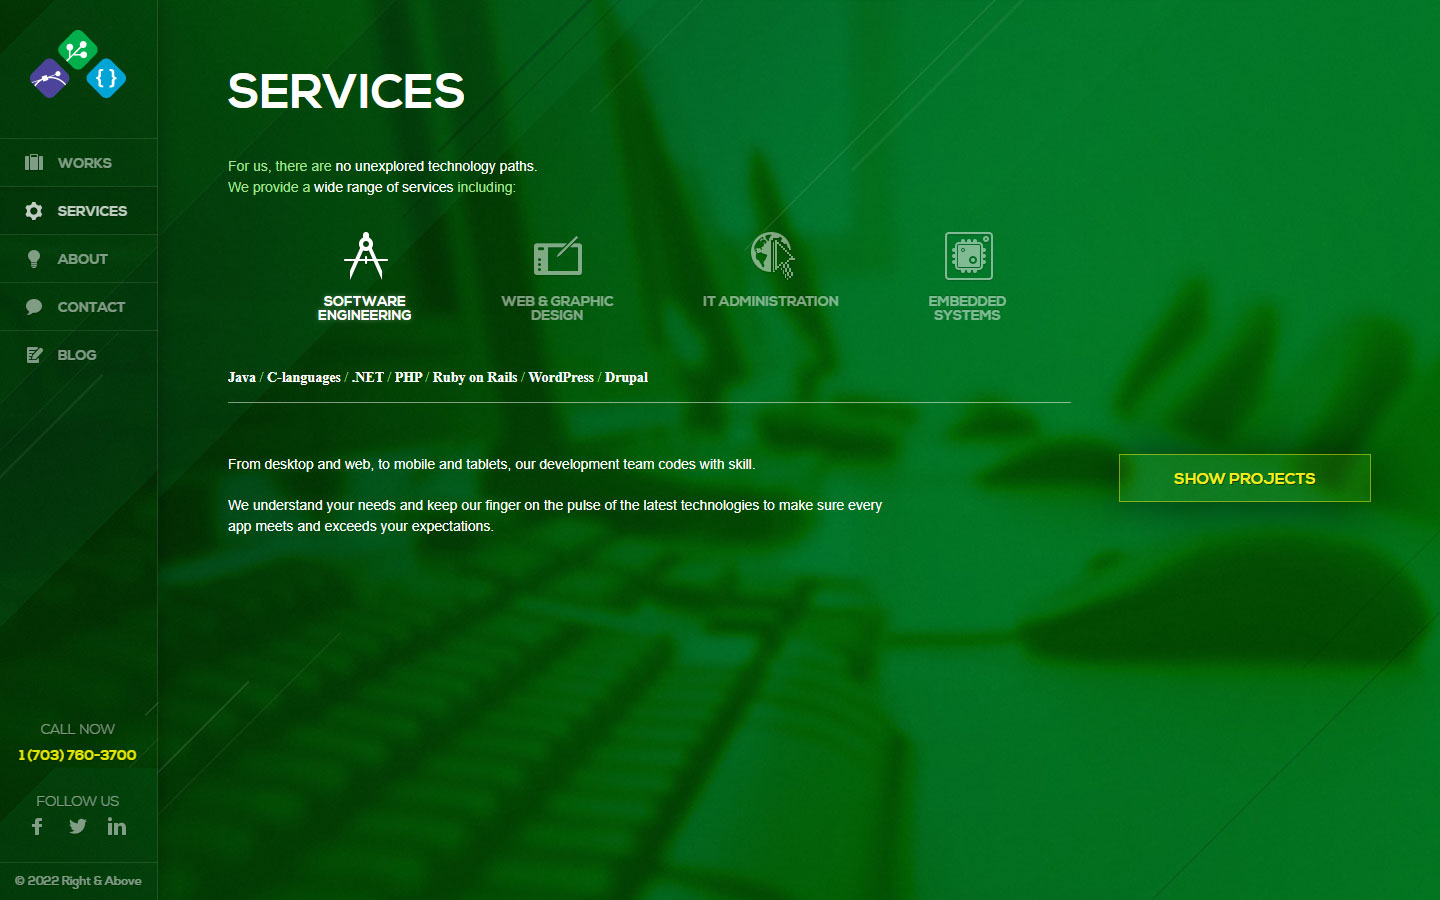 { }
WORKS
SERVICES
ABOUT
CONTACT
BLOG
CALL NOW
1 (703) 760-3700
FOLLOW US
f
in
© 2022 Right & Above
SERVICES
For us, there are no unexplored technology paths.
We provide a wide range of services including:
SOFTWARE
ENGINEERING
WEB & GRAPHIC
DESIGN
IT ADMINISTRATION
EMBEDDED
SYSTEMS
Java / C-languages / .NET / PHP / Ruby on Rails / WordPress / Drupal
From desktop and web, to mobile and tablets, our development team codes with skill.
We understand your needs and keep our finger on the pulse of the latest technologies to make sure every
app meets and exceeds your expectations.
SHOW PROJECTS